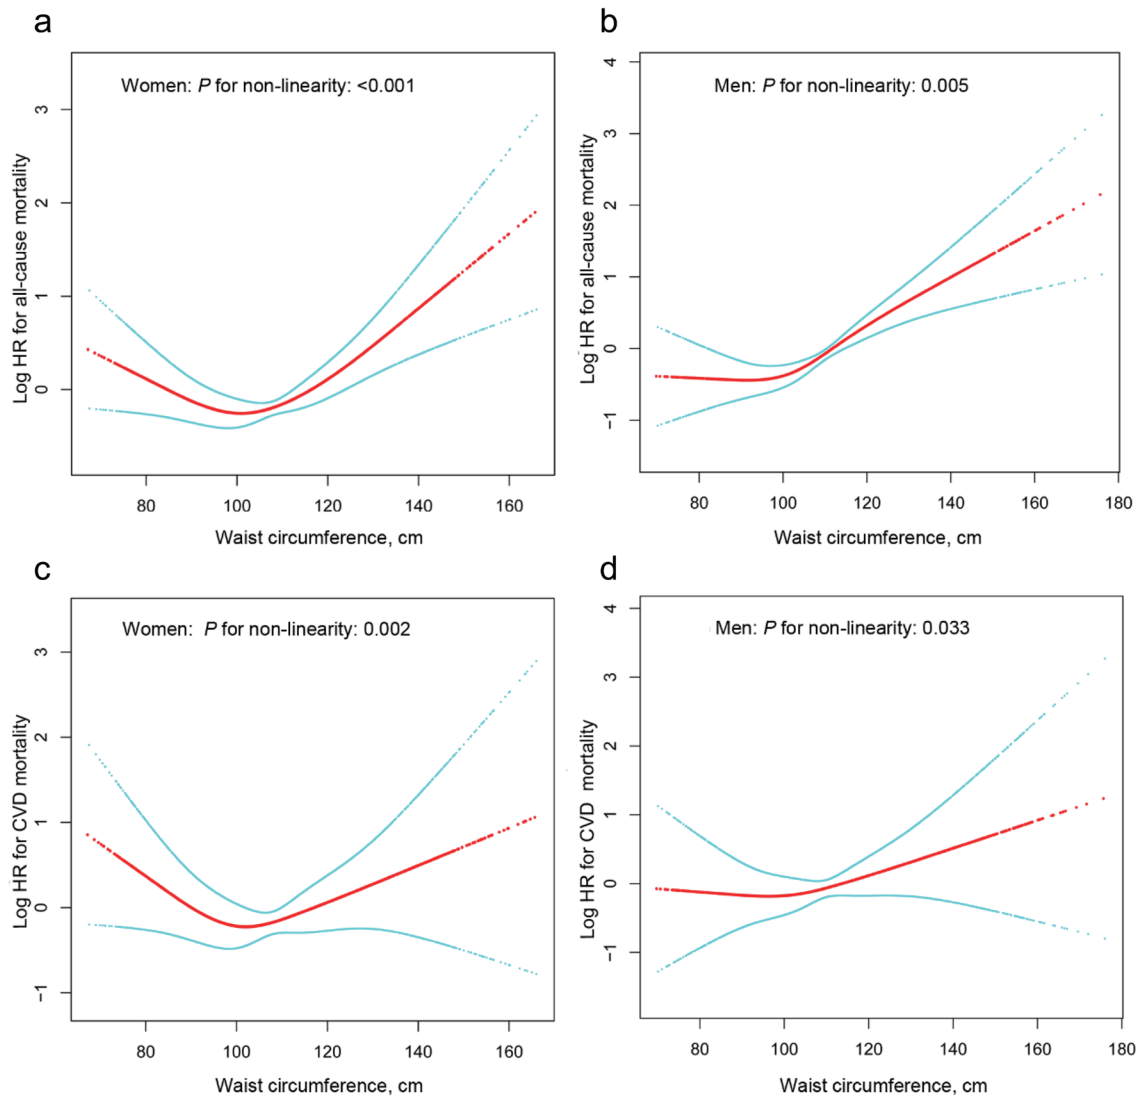 a
Women: P for non-linearity: <0.001
Log HR for all-cause mortality
3
2
1
0
80 100 120 140 160
Waist circumference, cm
b
Men: P for non-linearity: 0.005
Log HR for all-cause mortality
4
3
2
1
0
−1
80 100 120 140 160 180
Waist circumference, cm
c
Women: P for non-linearity: 0.002
Log HR for CVD mortality
3
2
1
0
−1
80 100 120 140 160
Waist circumference, cm
d
Men: P for non-linearity: 0.033
Log HR for CVD mortality
4
3
2
1
0
−1
80 100 120 140 160 180
Waist circumference, cm